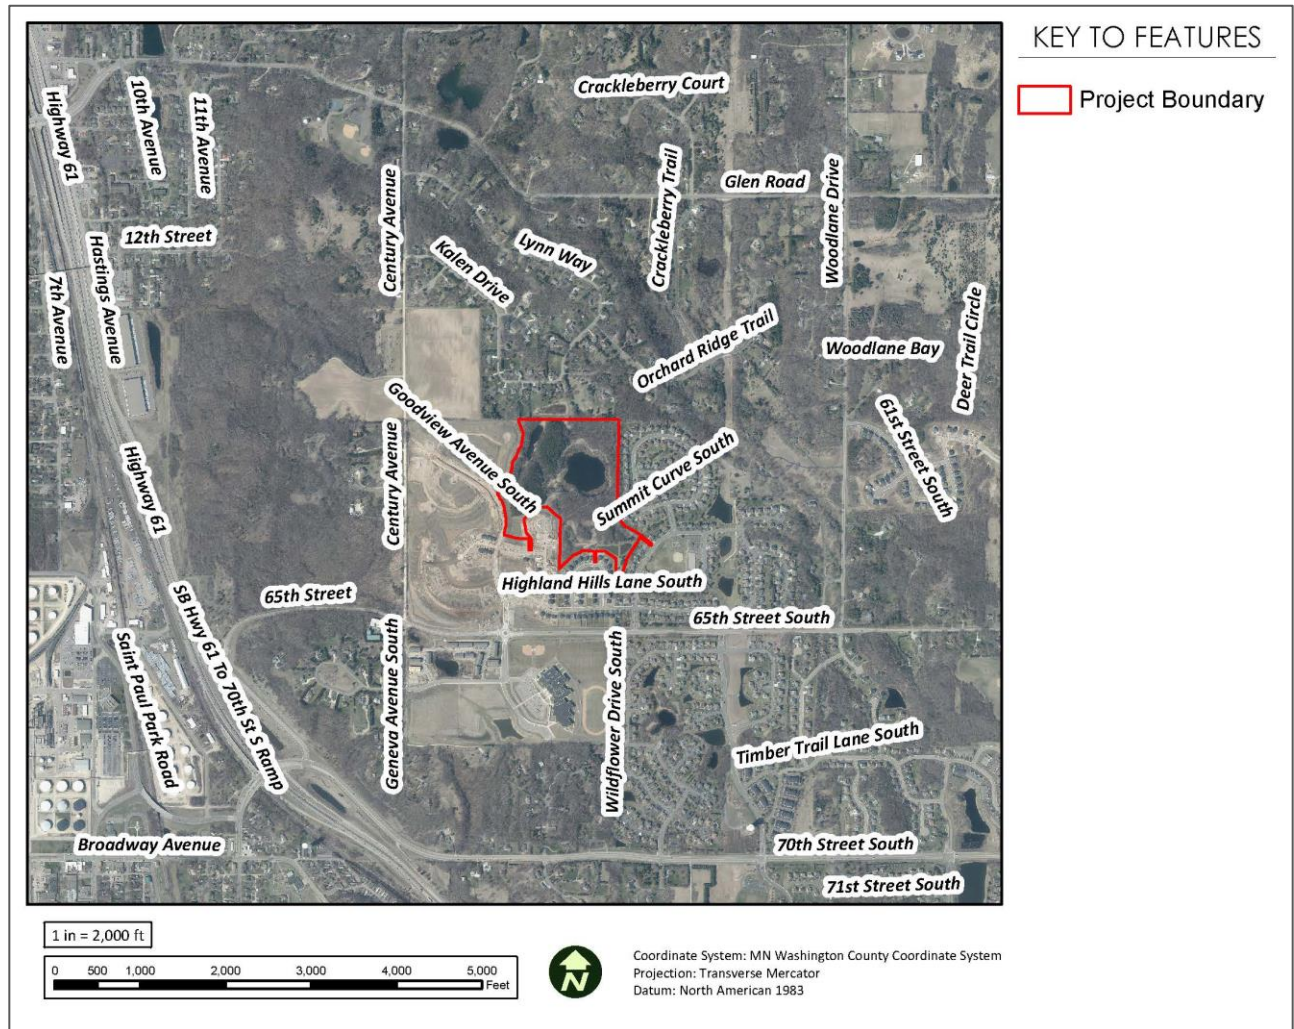 KEY TO FEATURES
Project Boundary
Crackleberry Court
Highway 61
10th Avenue
11th Avenue
Century Avenue
Crackleberry Trail
Glen Road
Woodlane Drive
12th Street
Hastings Avenue
7th Avenue
Kalen Drive
Lynn Way
Orchard Ridge Trail
Woodlane Bay
Deer Trail Circle
Goodview Avenue South
61st Street South
Century Avenue
Summit Curve South
Highway 61
Highland Hills Lane South
65th Street
65th Street South
SB Hwy 61 To 70th St S Ramp
Saint Paul Park Road
Geneva Avenue South
Wildflower Drive South
Timber Trail Lane South
Broadway Avenue
70th Street South
71st Street South
1 in = 2,000 ft
0 500 1,000 2,000 3,000 4,000 5,000
Feet
N
Coordinate System: MN Washington County Coordinate System
Projection: Transverse Mercator
Datum: North American 1983